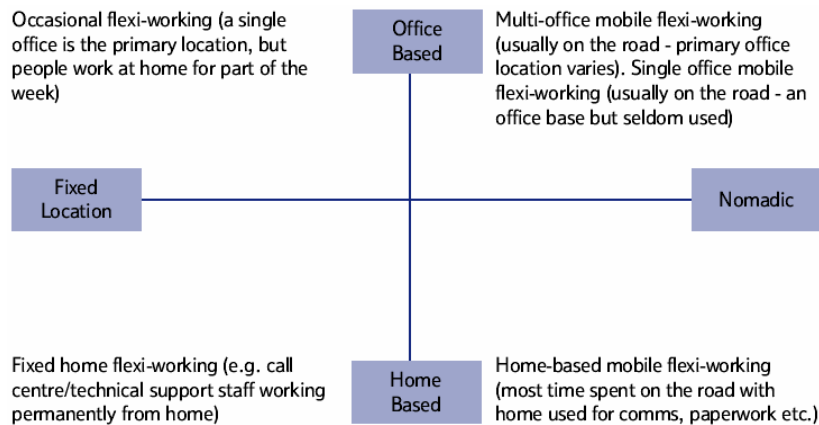 Occasional flexi-working (a single
office is the primary location, but
people work at home for part of the
week)
Office
Based
Multi-office mobile flexi-working
(usually on the road - primary office
location varies). Single office mobile
flexi-working (usually on the road - an
office base but seldom used)
Fixed
Location
Nomadic
Fixed home flexi-working (e.g. call
centre/technical support staff working
permanently from home)
Home
Based
Home-based mobile flexi-working
(most time spent on the road with
home used for comms, paperwork etc.)